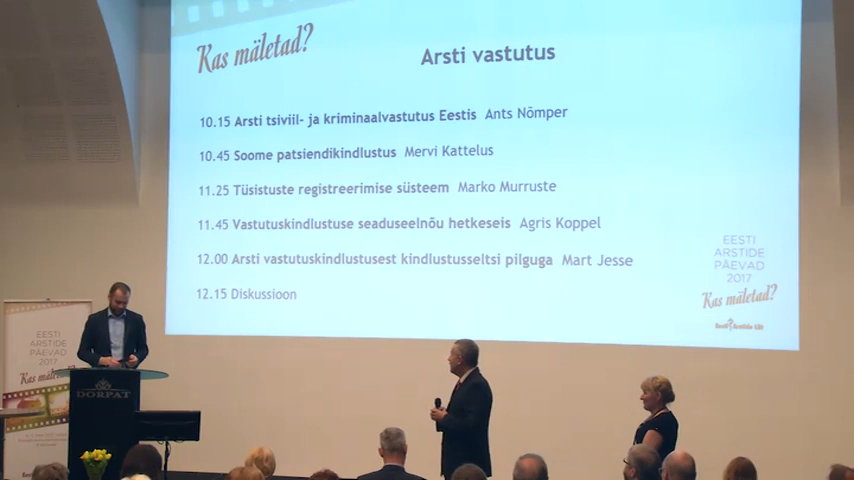 Kas mäletad?
Arsti vastutus
10.15 Arsti tsiviil- ja kriminaalvastutus Eestis Ants Nõmper
10.45 Soome patsiendikindlustus Mervi Kattelus
11.25 Tüsistuste registreerimise süsteem Marko Murruste
11.45 Vastutuskindlustuse seaduseelnõu hetkeseis Agris Koppel
12.00 Arsti vastutuskindlustusest kindlustusseltsi pilguga Mart Jesse
12.15 Diskussioon
EESTI
ARSTIDE
PÄEVAD
2017
Kas mäletad?
Eesti Arstide Liit
EESTI
ARSTIDE
PÄEVAD
2017
Kas mäletad?
DORPAT